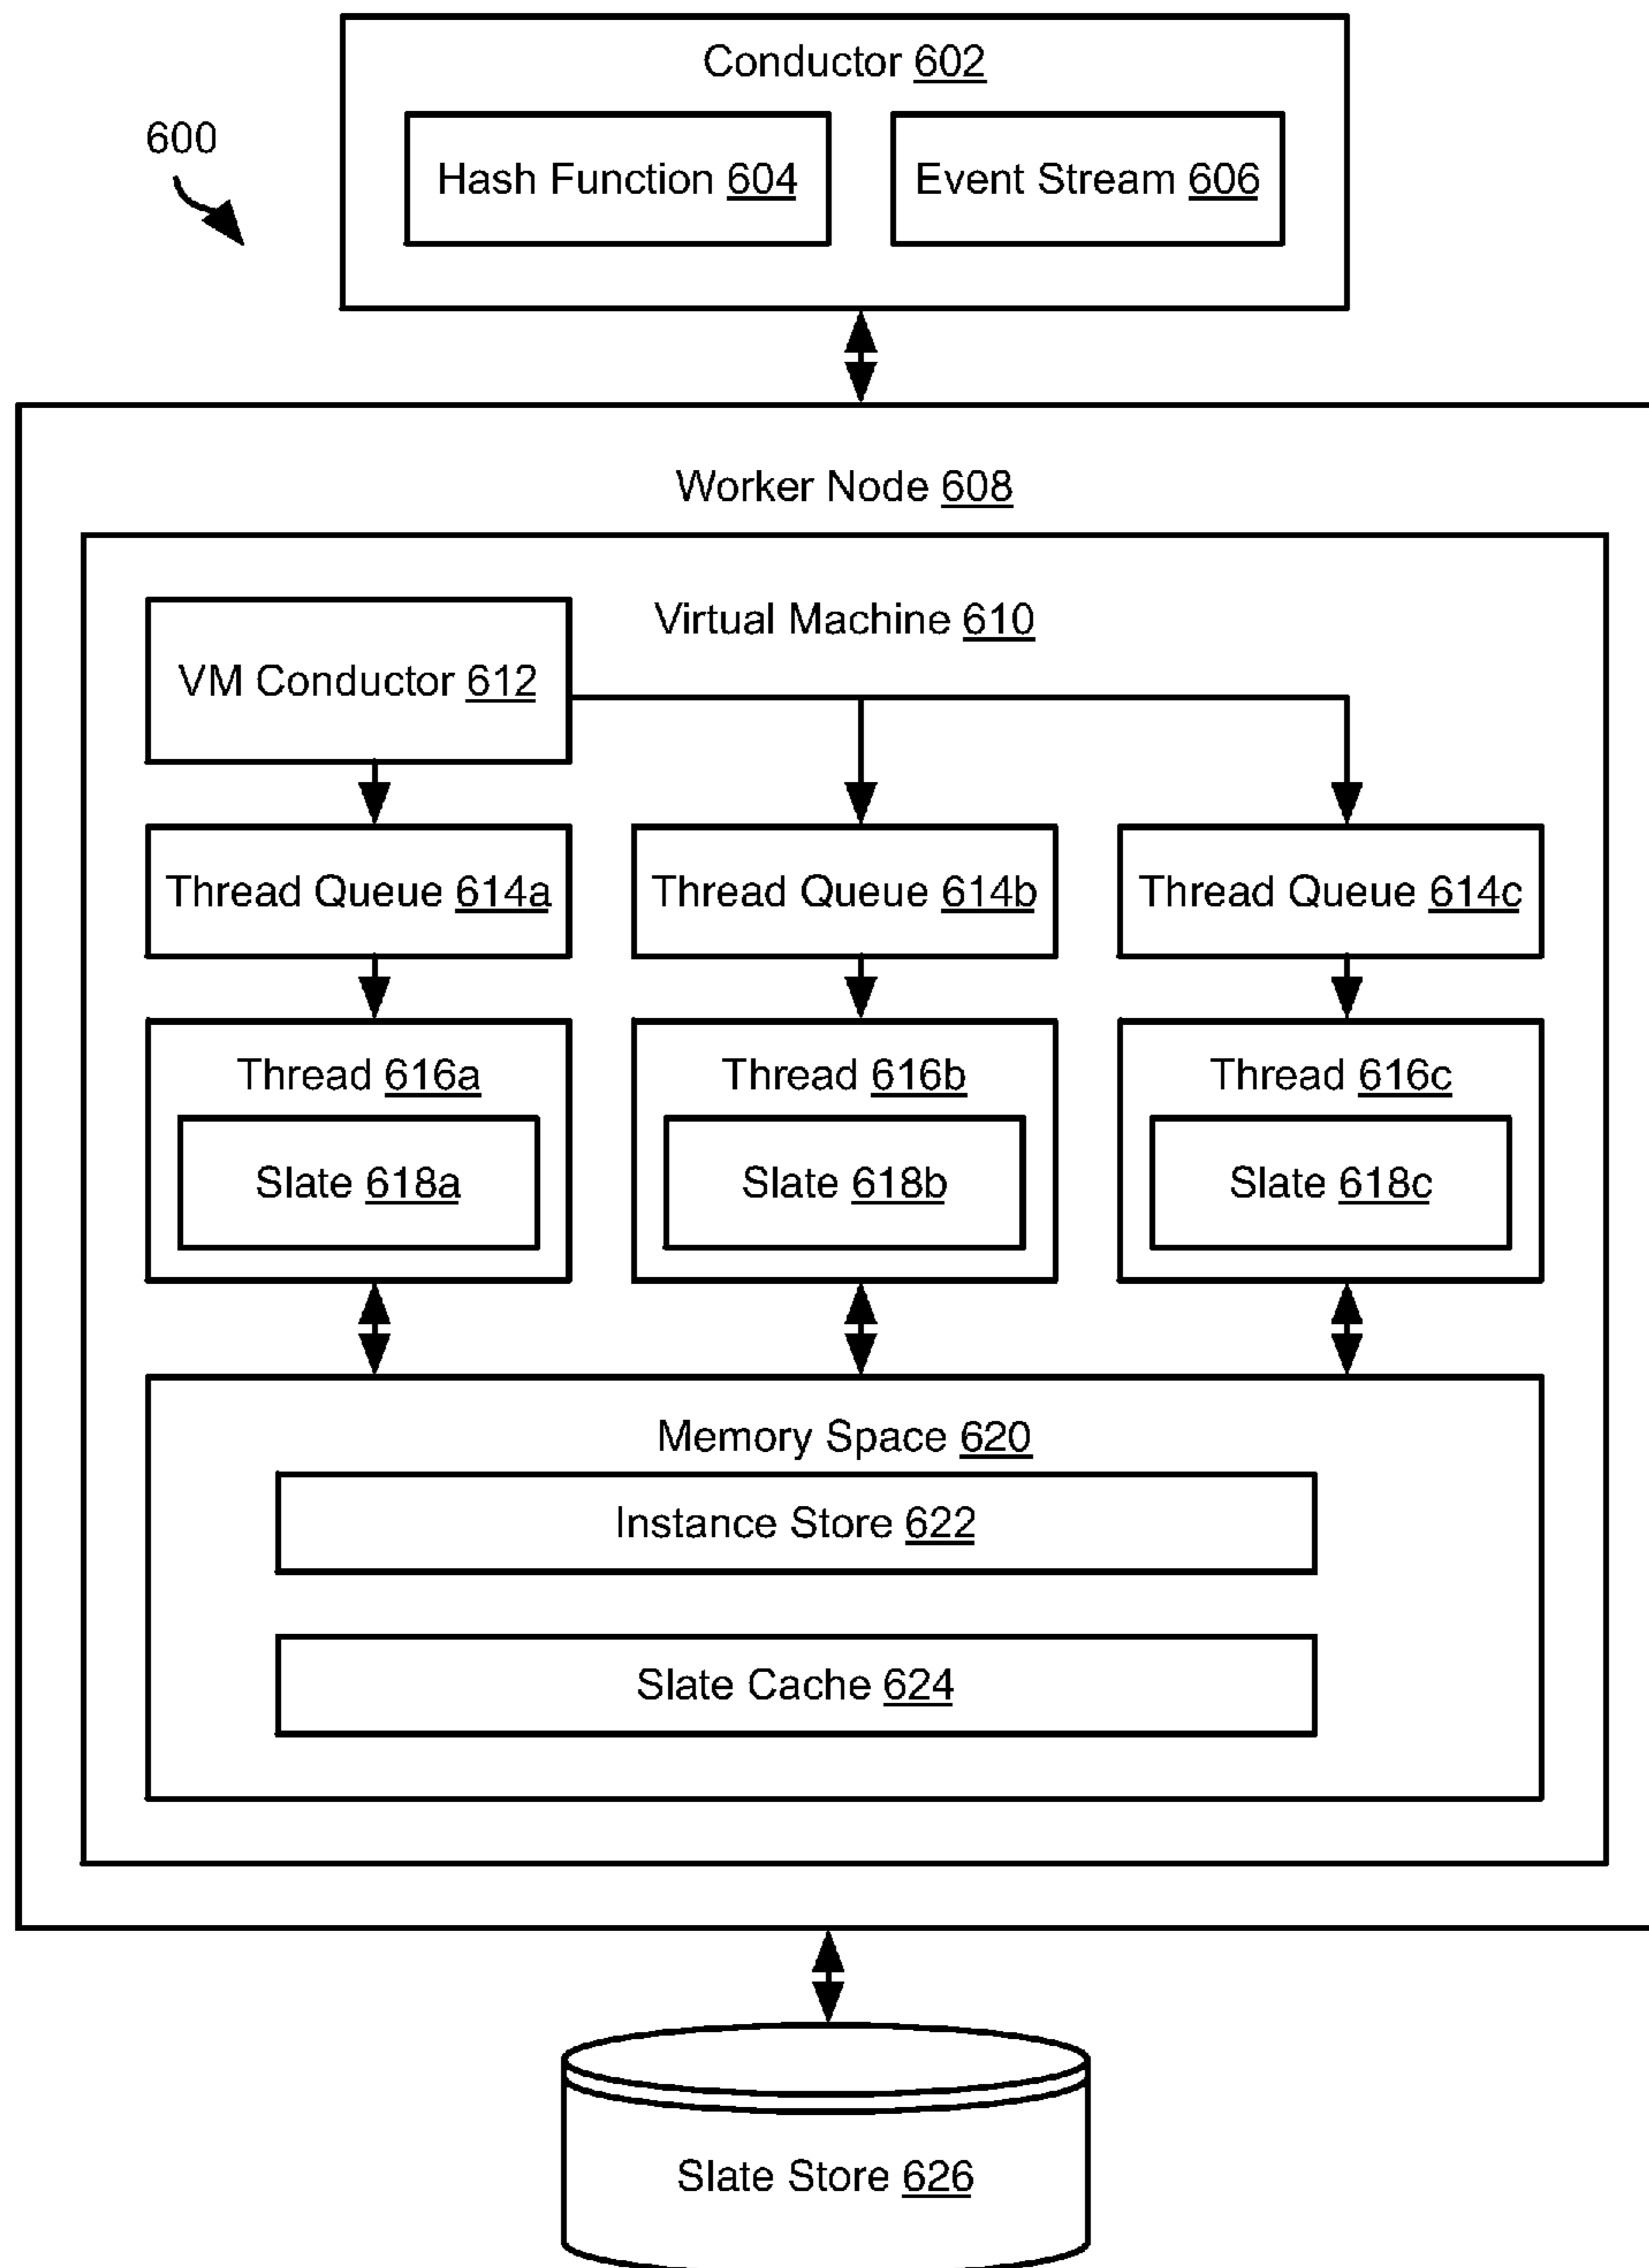 Conductor 602
600
Hash Function 604
Event Stream 606
Worker Node 608
Virtual Machine 610
VM Conductor 612
Thread Queue 614a
Thread Queue 614b
Thread Queue 614c
Thread 616a
Thread 616b
Thread 616c
Slate 618a
Slate 618b
Slate 618c
Memory Space 620
Instance Store 622
Slate Cache 624
Slate Store 626